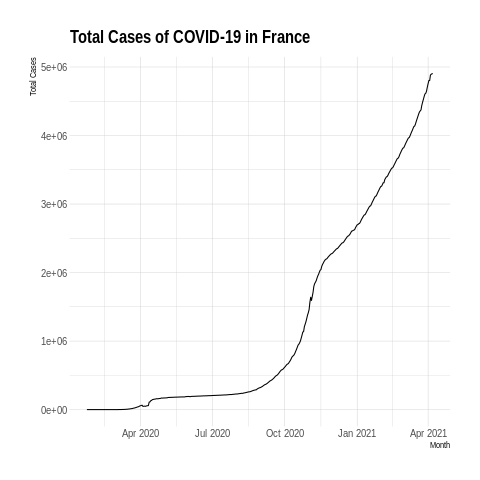 Total Cases of COVID-19 in France
Total Cases
5e+06
4e+06
3e+06
2e+06
1e+06
0e+00
Apr 2020 Jul 2020 Oct 2020 Jan 2021 Apr 2021
Month